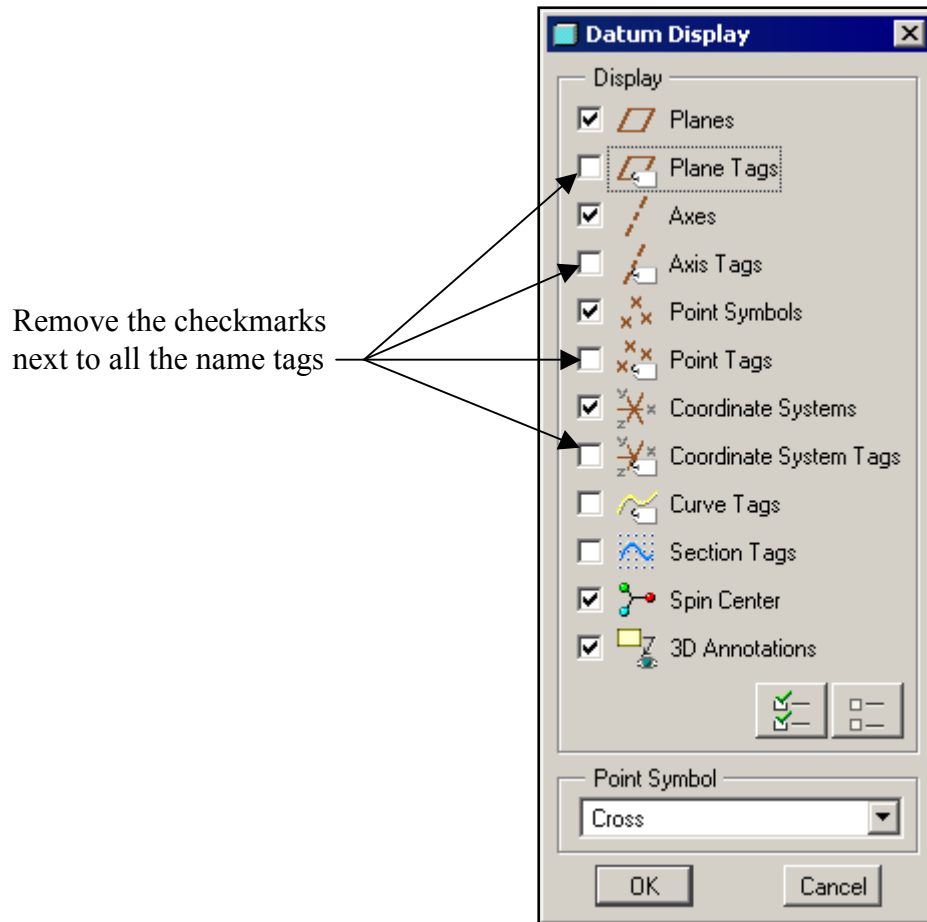 Datum Display
Display
Planes
Plane Tags
Axes
Axis Tags
Remove the checkmarks
next to all the name tags
Point Symbols
Point Tags
Coordinate Systems
Coordinate System Tags
Curve Tags
Section Tags
Spin Center
3D Annotations
Point Symbol
Cross
OK
Cancel